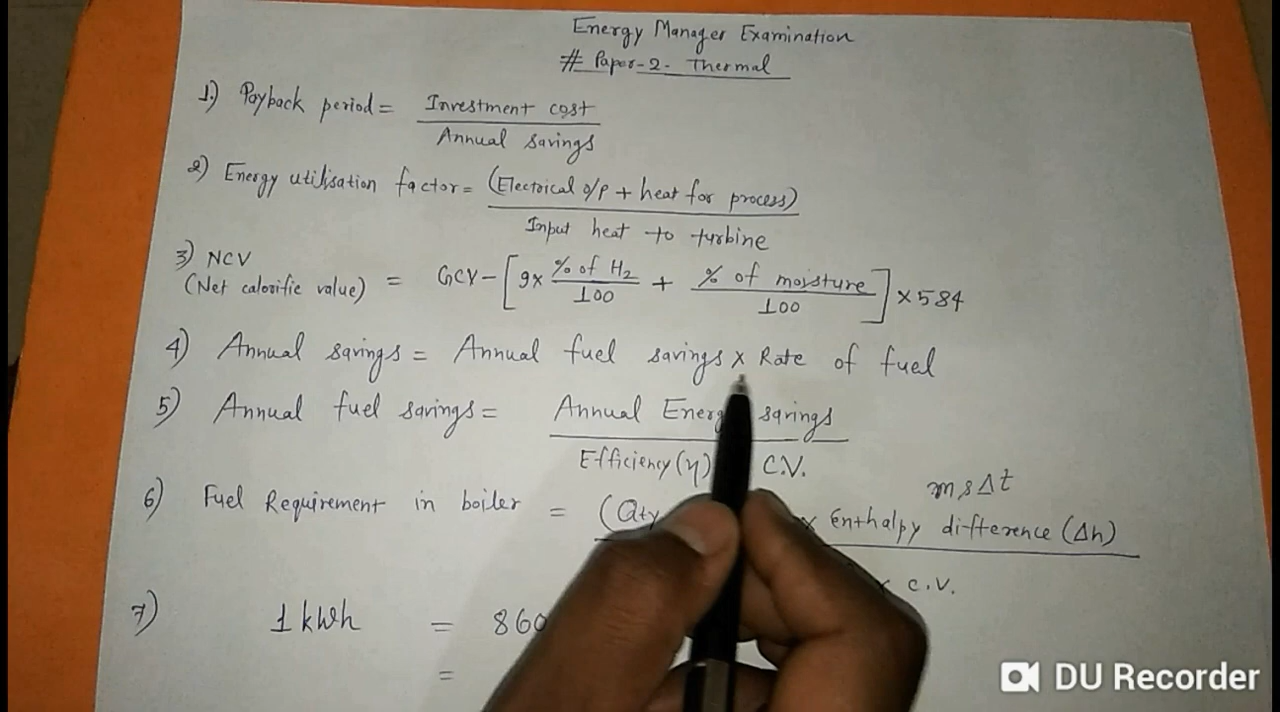 Energy Manager Examination
# Paper-2- Thermal
1.) Payback period = Investment cost
Annual savings
2) Energy utilisation factor = (Electrical o/p + heat for process)
Input heat to turbine
3) NCV
(Net calorific value) = GCV - [9x % of H2 / 100 + % of moisture / 100] x 584
4) Annual savings = Annual fuel savings x Rate of fuel
5) Annual fuel savings = Annual savings
Efficiency (η) C.V.
m s Δt
6) Fuel Requirement in boiler = (Qty x Enthalpy difference (Δh)
x C.V.
7) 1 kWh = 860
=
DU Recorder